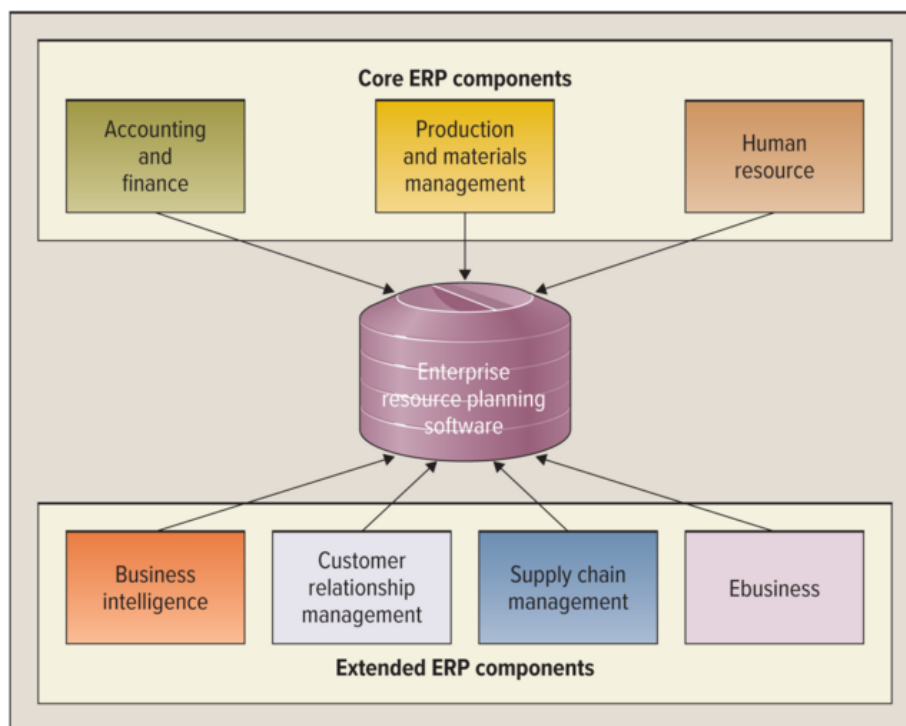 Core ERP components
Accounting
and
finance
Production
and materials
management
Human
resource
Enterprise
resource planning
software
Business
intelligence
Customer
relationship
management
Supply chain
management
Ebusiness
Extended ERP components